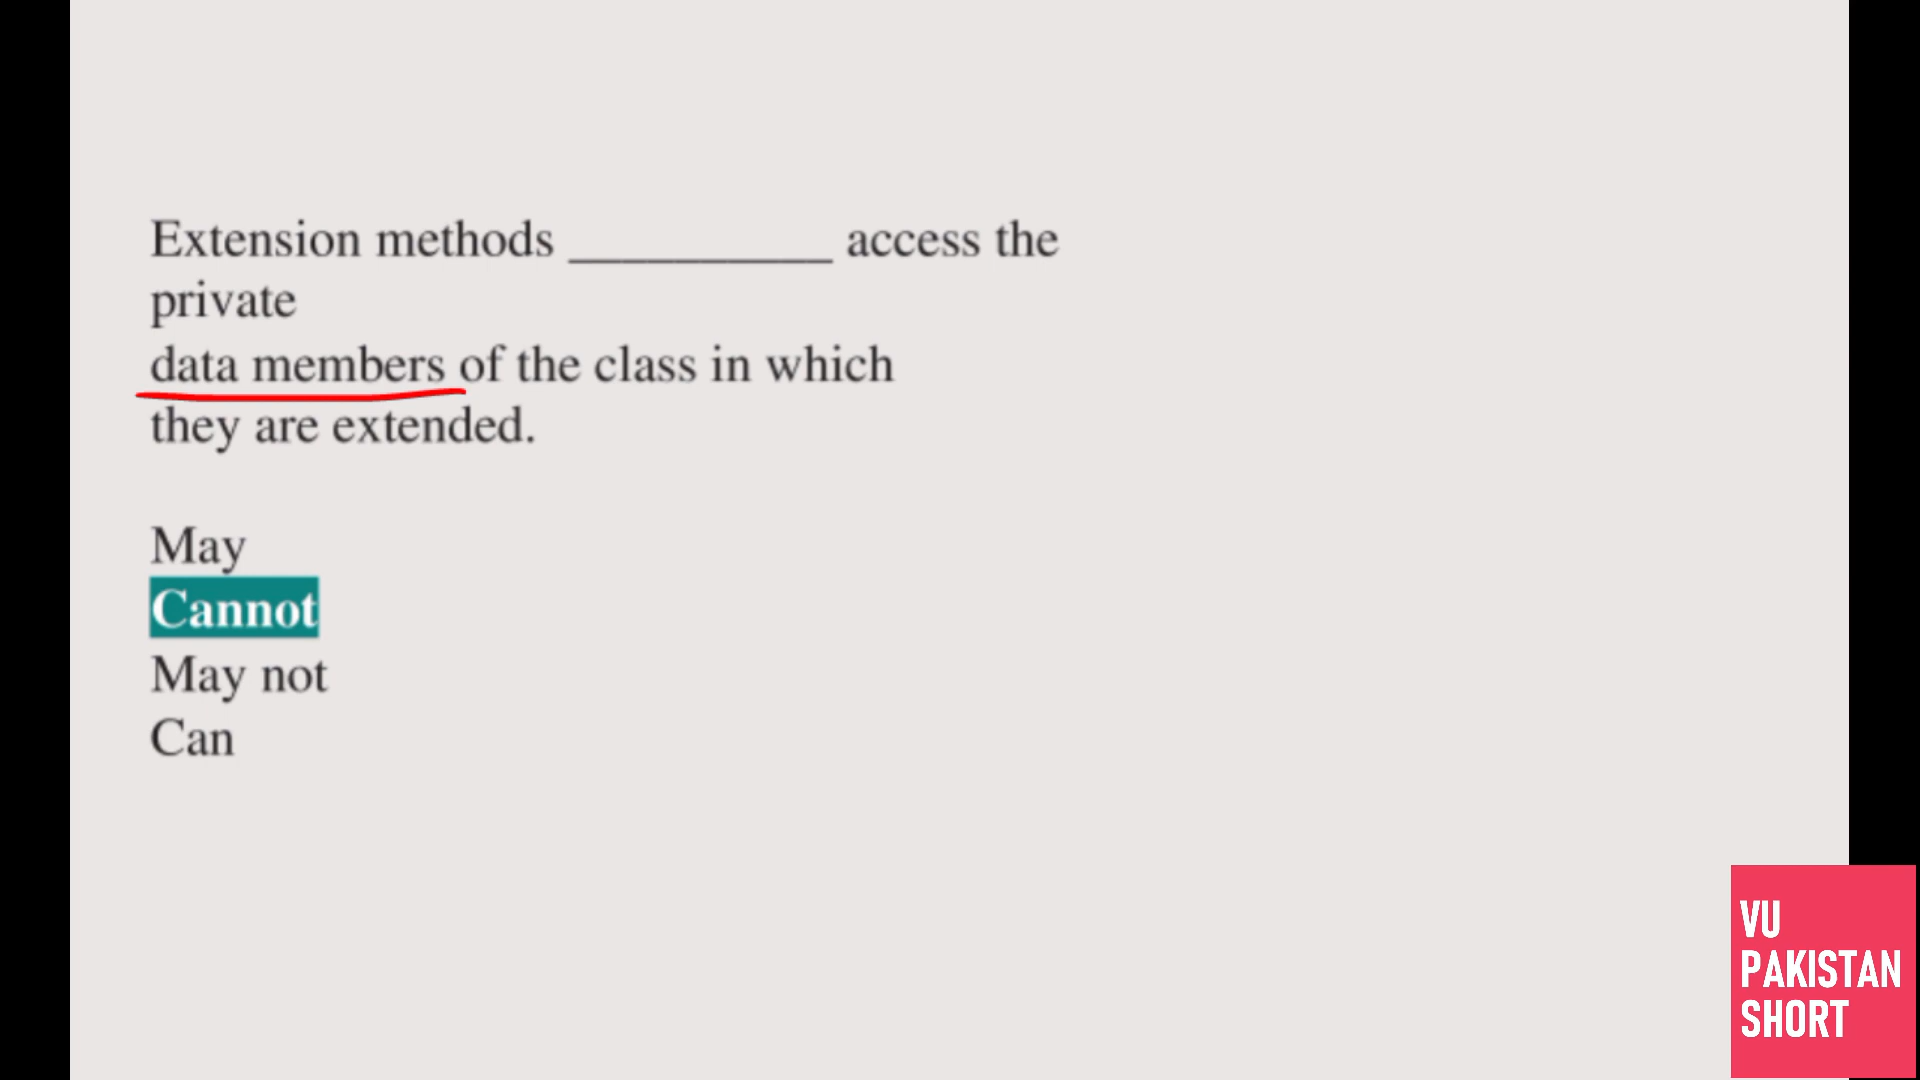 Extension methods __________ access the
private
data members of the class in which
they are extended.
May
Cannot
May not
Can
VU
PAKISTAN
SHORT